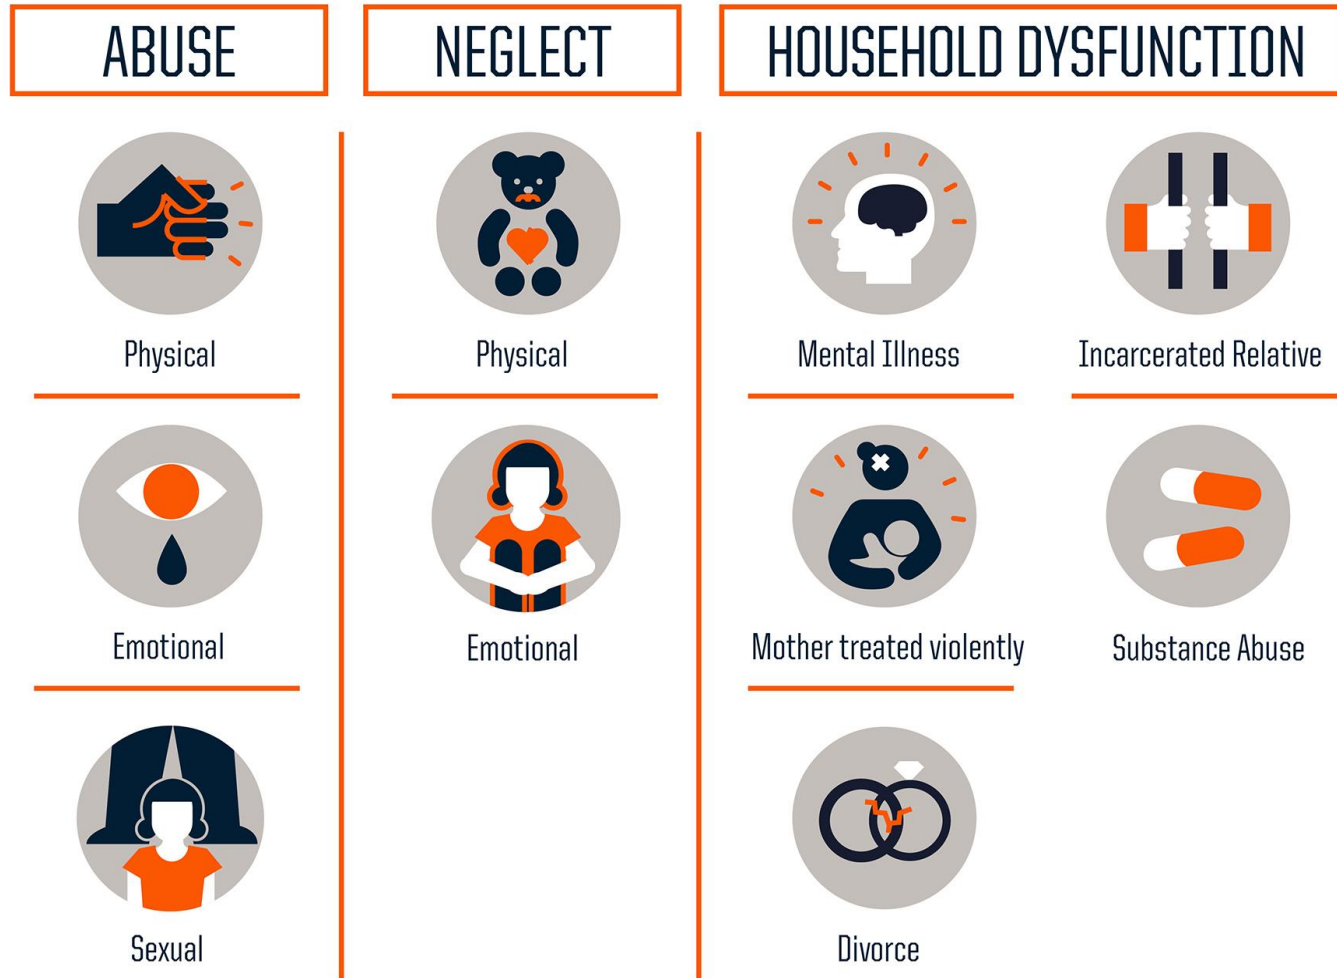 ABUSE
Physical
Emotional
Sexual
NEGLECT
Physical
Emotional
HOUSEHOLD DYSFUNCTION
Mental Illness
Incarcerated Relative
Mother treated violently
Substance Abuse
Divorce